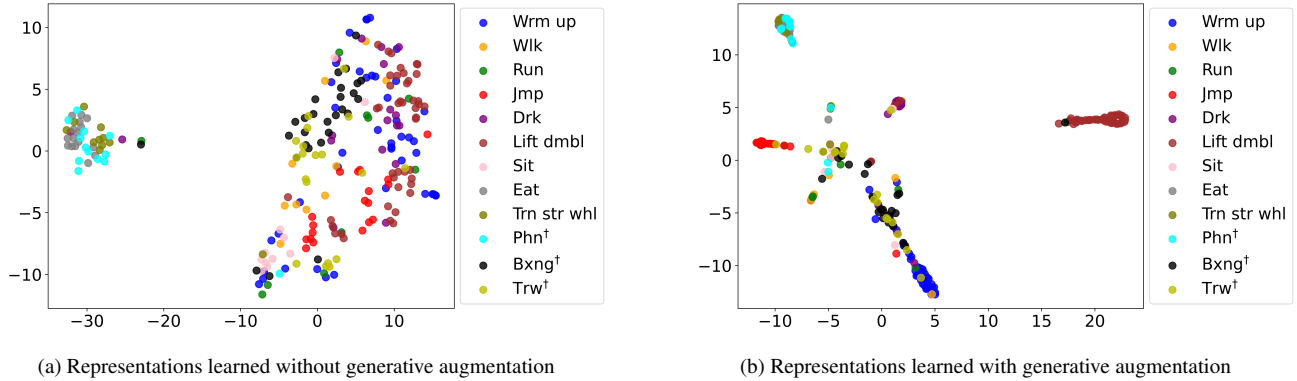 10
5
0
−5
−10
−30
−20
−10
0
10
Wrm up
Wlk
Run
Jmp
Drk
Lift dmbl
Sit
Eat
Trn str whl
Phn†
Bxng†
Trw†
(a) Representations learned without generative augmentation
10
5
0
−5
−10
−10
−5
0
5
10
15
20
Wrm up
Wlk
Run
Jmp
Drk
Lift dmbl
Sit
Eat
Trn str whl
Phn†
Bxng†
Trw†
(b) Representations learned with generative augmentation